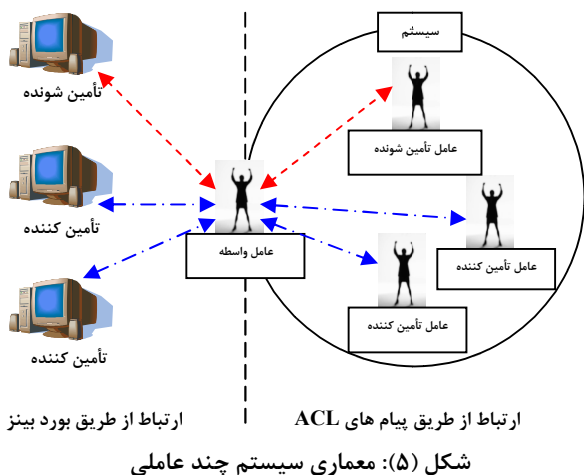 سیستم
تأمین شونده
عامل تأمین شونده
تأمین کننده
عامل واسطه
عامل تأمین کننده
عامل تأمین کننده
تأمین کننده
ارتباط از طریق پیام های ACL
ارتباط از طریق بورد بینز
شکل (۵): معماری سیستم چند عاملی